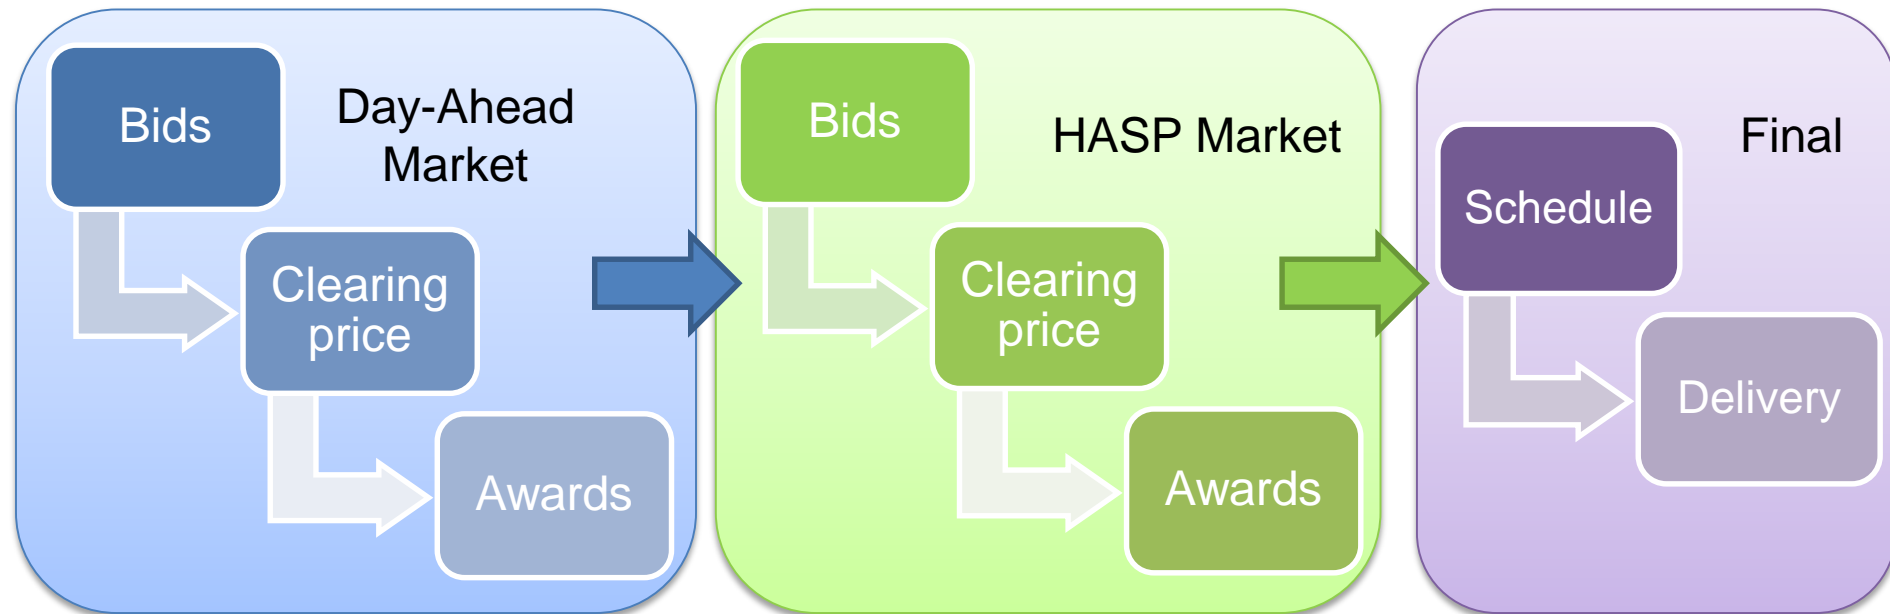 Bids
Day-Ahead
Market
Clearing
price
Awards
Bids
HASP Market
Clearing
price
Awards
Final
Schedule
Delivery